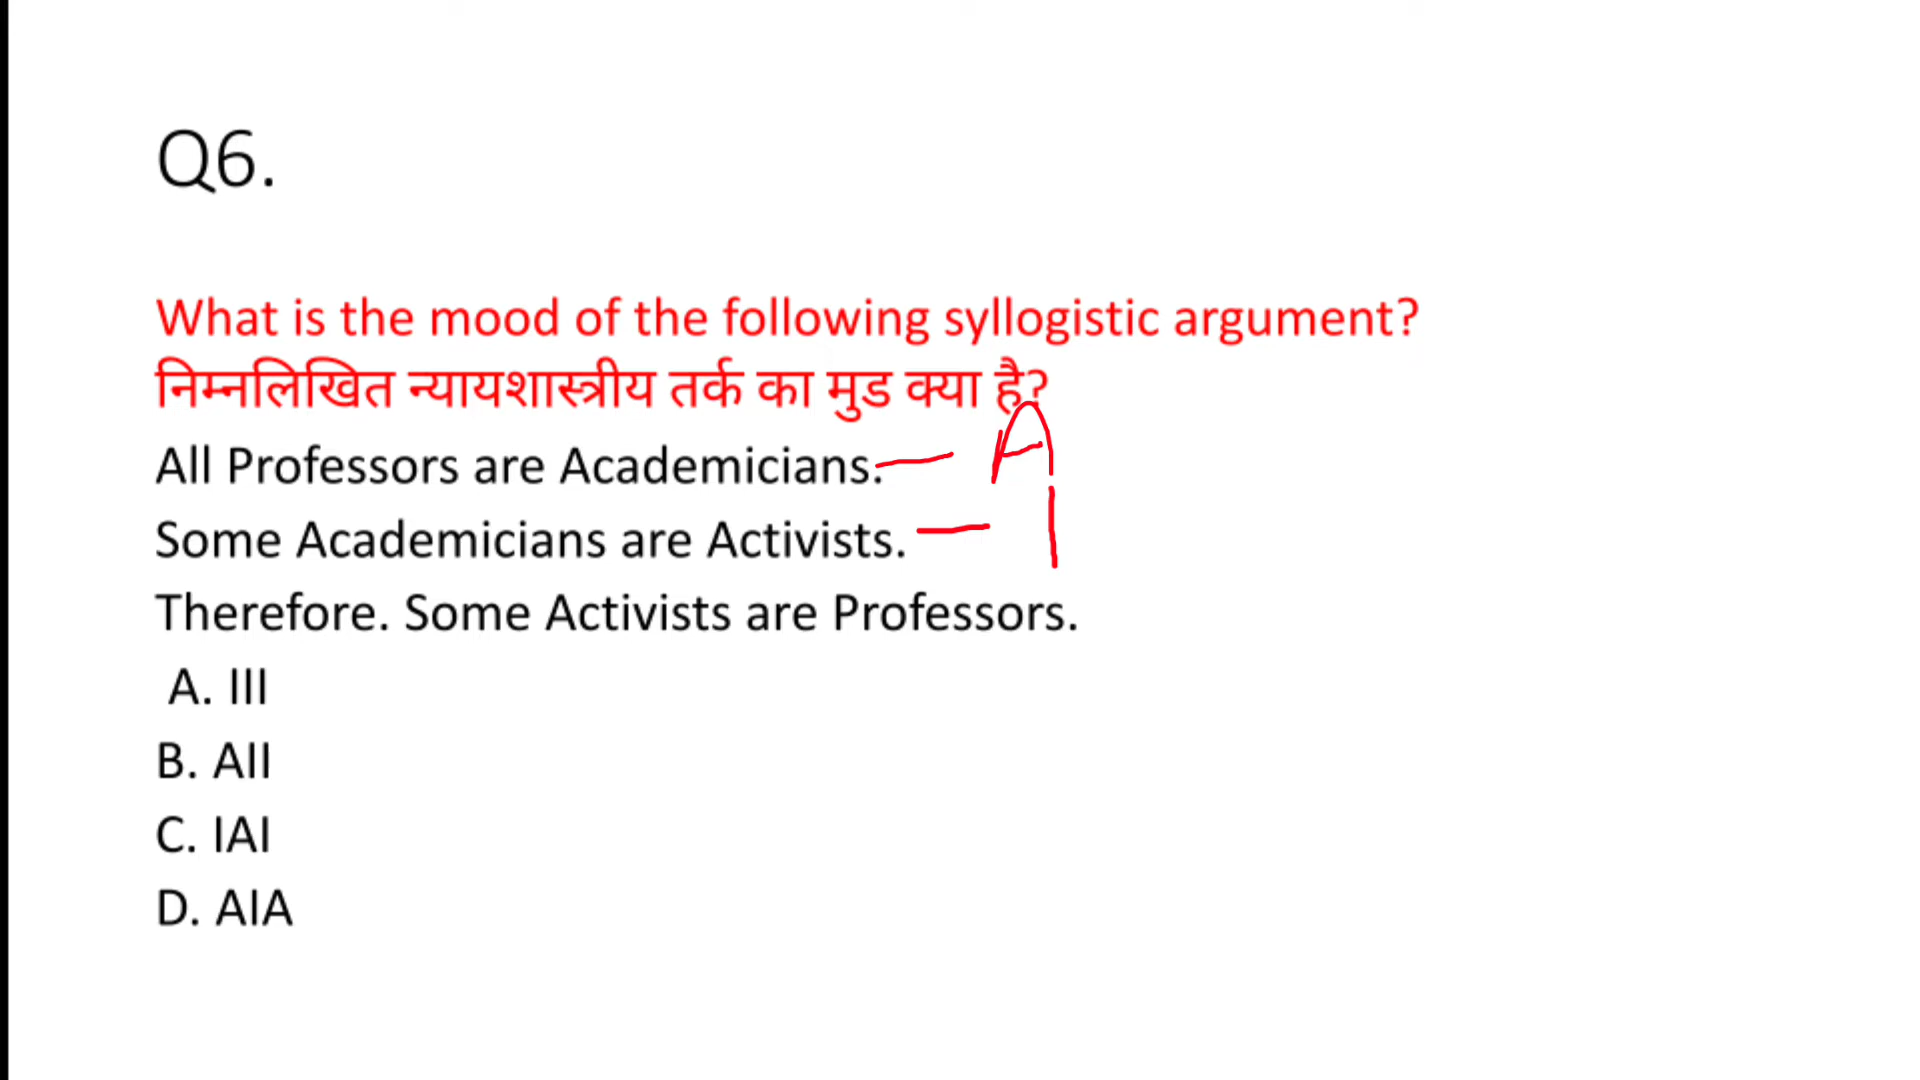 Q6.
What is the mood of the following syllogistic argument?
निम्नलिखित न्यायशास्त्रीय तर्क का मुड क्या है?
All Professors are Academicians. — A
Some Academicians are Activists. — I
Therefore. Some Activists are Professors.
A. III
B. AII
C. IAI
D. AIA